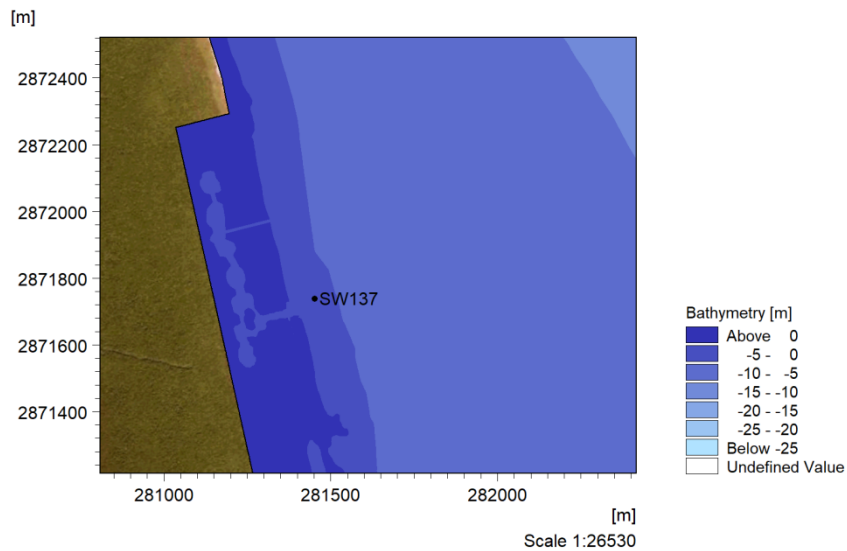 [m]
2872400
2872200
2872000
2871800
2871600
2871400
SW137
281000
281500
282000
[m]
Scale 1:26530
Bathymetry [m]
Above 0
-5 - 0
-10 - -5
-15 - -10
-20 - -15
-25 - -20
Below -25
Undefined Value